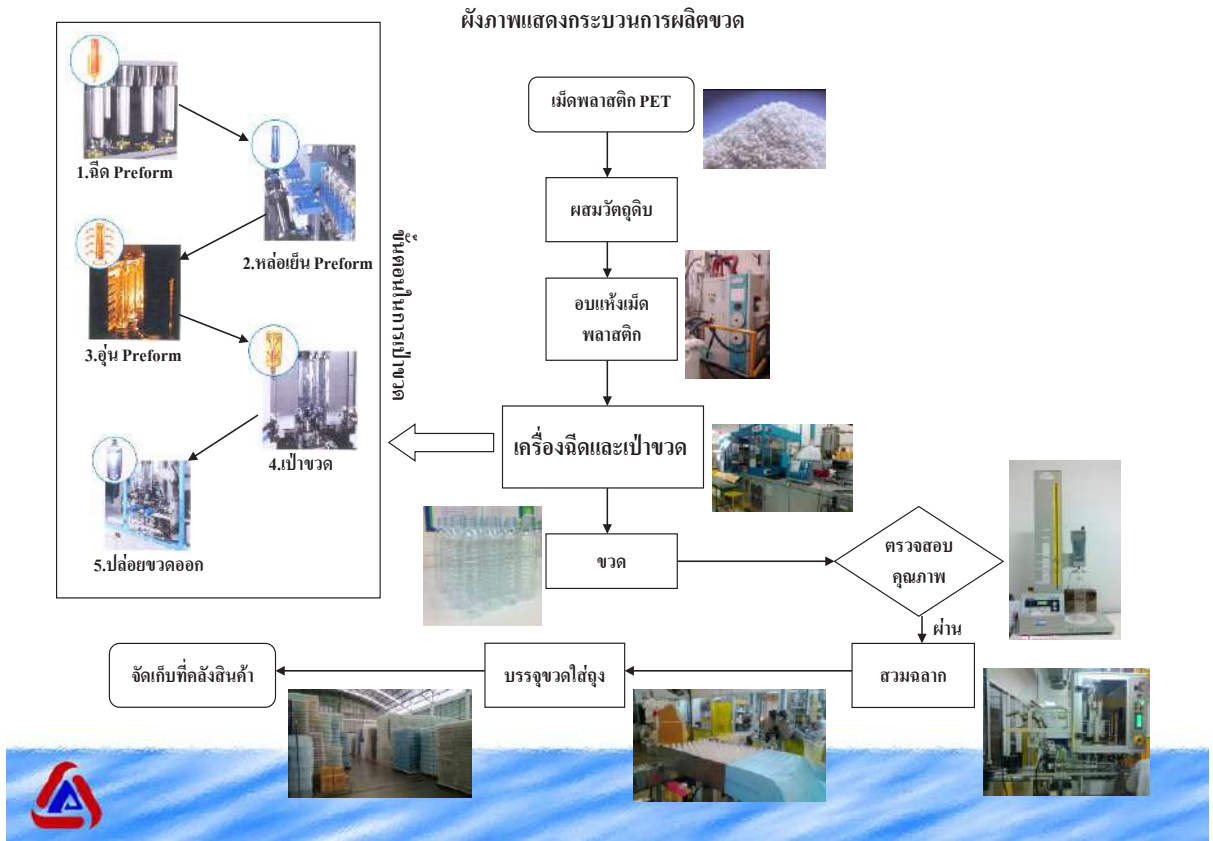 ผังภาพแสดงกระบวนการผลิตขวด
1.ฉีด Preform
2.หล่อเย็น Preform
3.อุ่น Preform
4.เป่าขวด
5.ปล่อยขวดออก
ขั้นตอนในการเป่าขวด
เม็ดพลาสติก PET
ผสมวัตถุดิบ
อบแห้งเม็ด
พลาสติก
เครื่องฉีดและเป่าขวด
ขวด
ตรวจสอบ
คุณภาพ
ผ่าน
สวมฉลาก
บรรจุขวดใส่ถุง
จัดเก็บที่คลังสินค้า